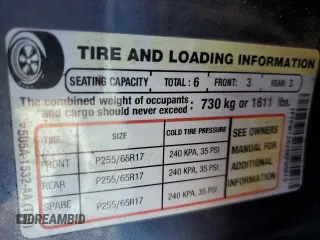 TIRE AND LOADING INFORMATION
SEATING CAPACITY TOTAL: 6 FRONT: 3 REAR: 3
The combined weight of occupants and cargo should never exceed: 730 kg or 1611 lbs.
TIRE SIZE COLD TIRE PRESSURE
FRONT P255/65R17 240 KPA, 35 PSI
REAR P255/65R17 240 KPA, 35 PSI
SPARE P255/65R17 240 KPA, 35 PSI
SEE OWNERS
MANUAL FOR
ADDITIONAL
INFORMATION
DREAMBID